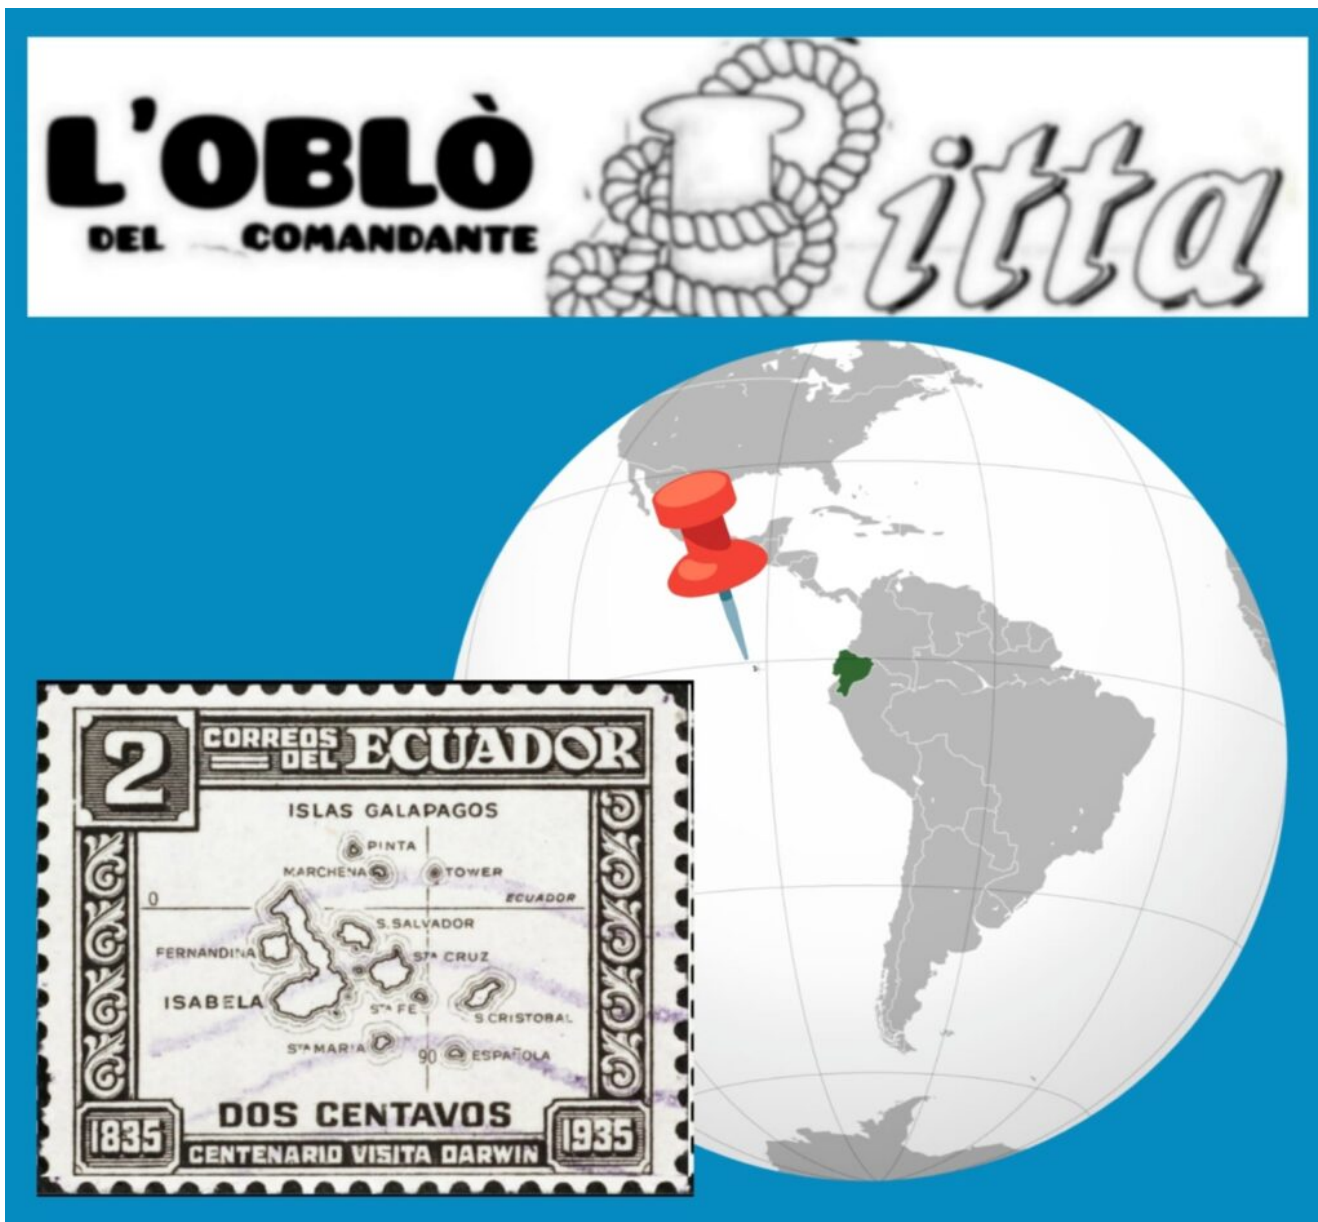 L'OBLÒ
DEL COMANDANTE
Bitta
2
CORREOS DEL ECUADOR
ISLAS GALAPAGOS
PINTA
MARCHENA
TOWER
0
ECUADOR
S. SALVADOR
FERNANDINA
STA CRUZ
ISABELA
STA FE
S. CRISTOBAL
STA MARIA
90
ESPAÑOLA
DOS CENTAVOS
1835
1935
CENTENARIO VISITA DARWIN